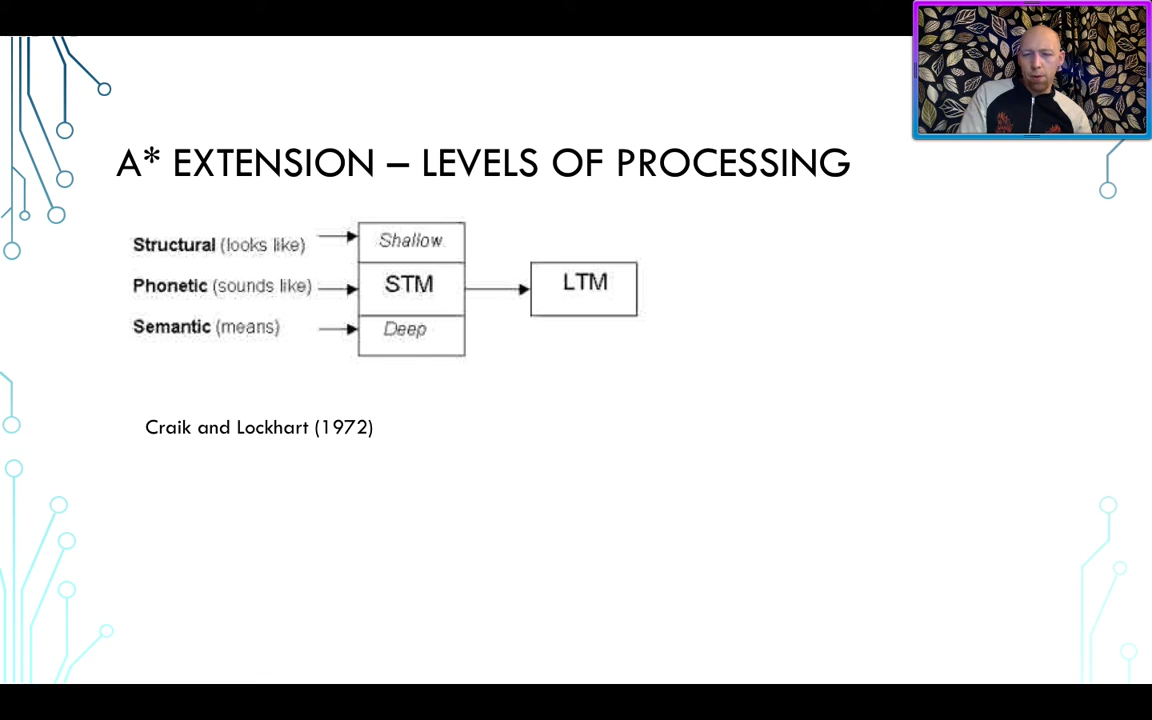 A* EXTENSION – LEVELS OF PROCESSING
Structural (looks like)
Shallow
Phonetic (sounds like)
STM
LTM
Semantic (means)
Deep
Craik and Lockhart (1972)